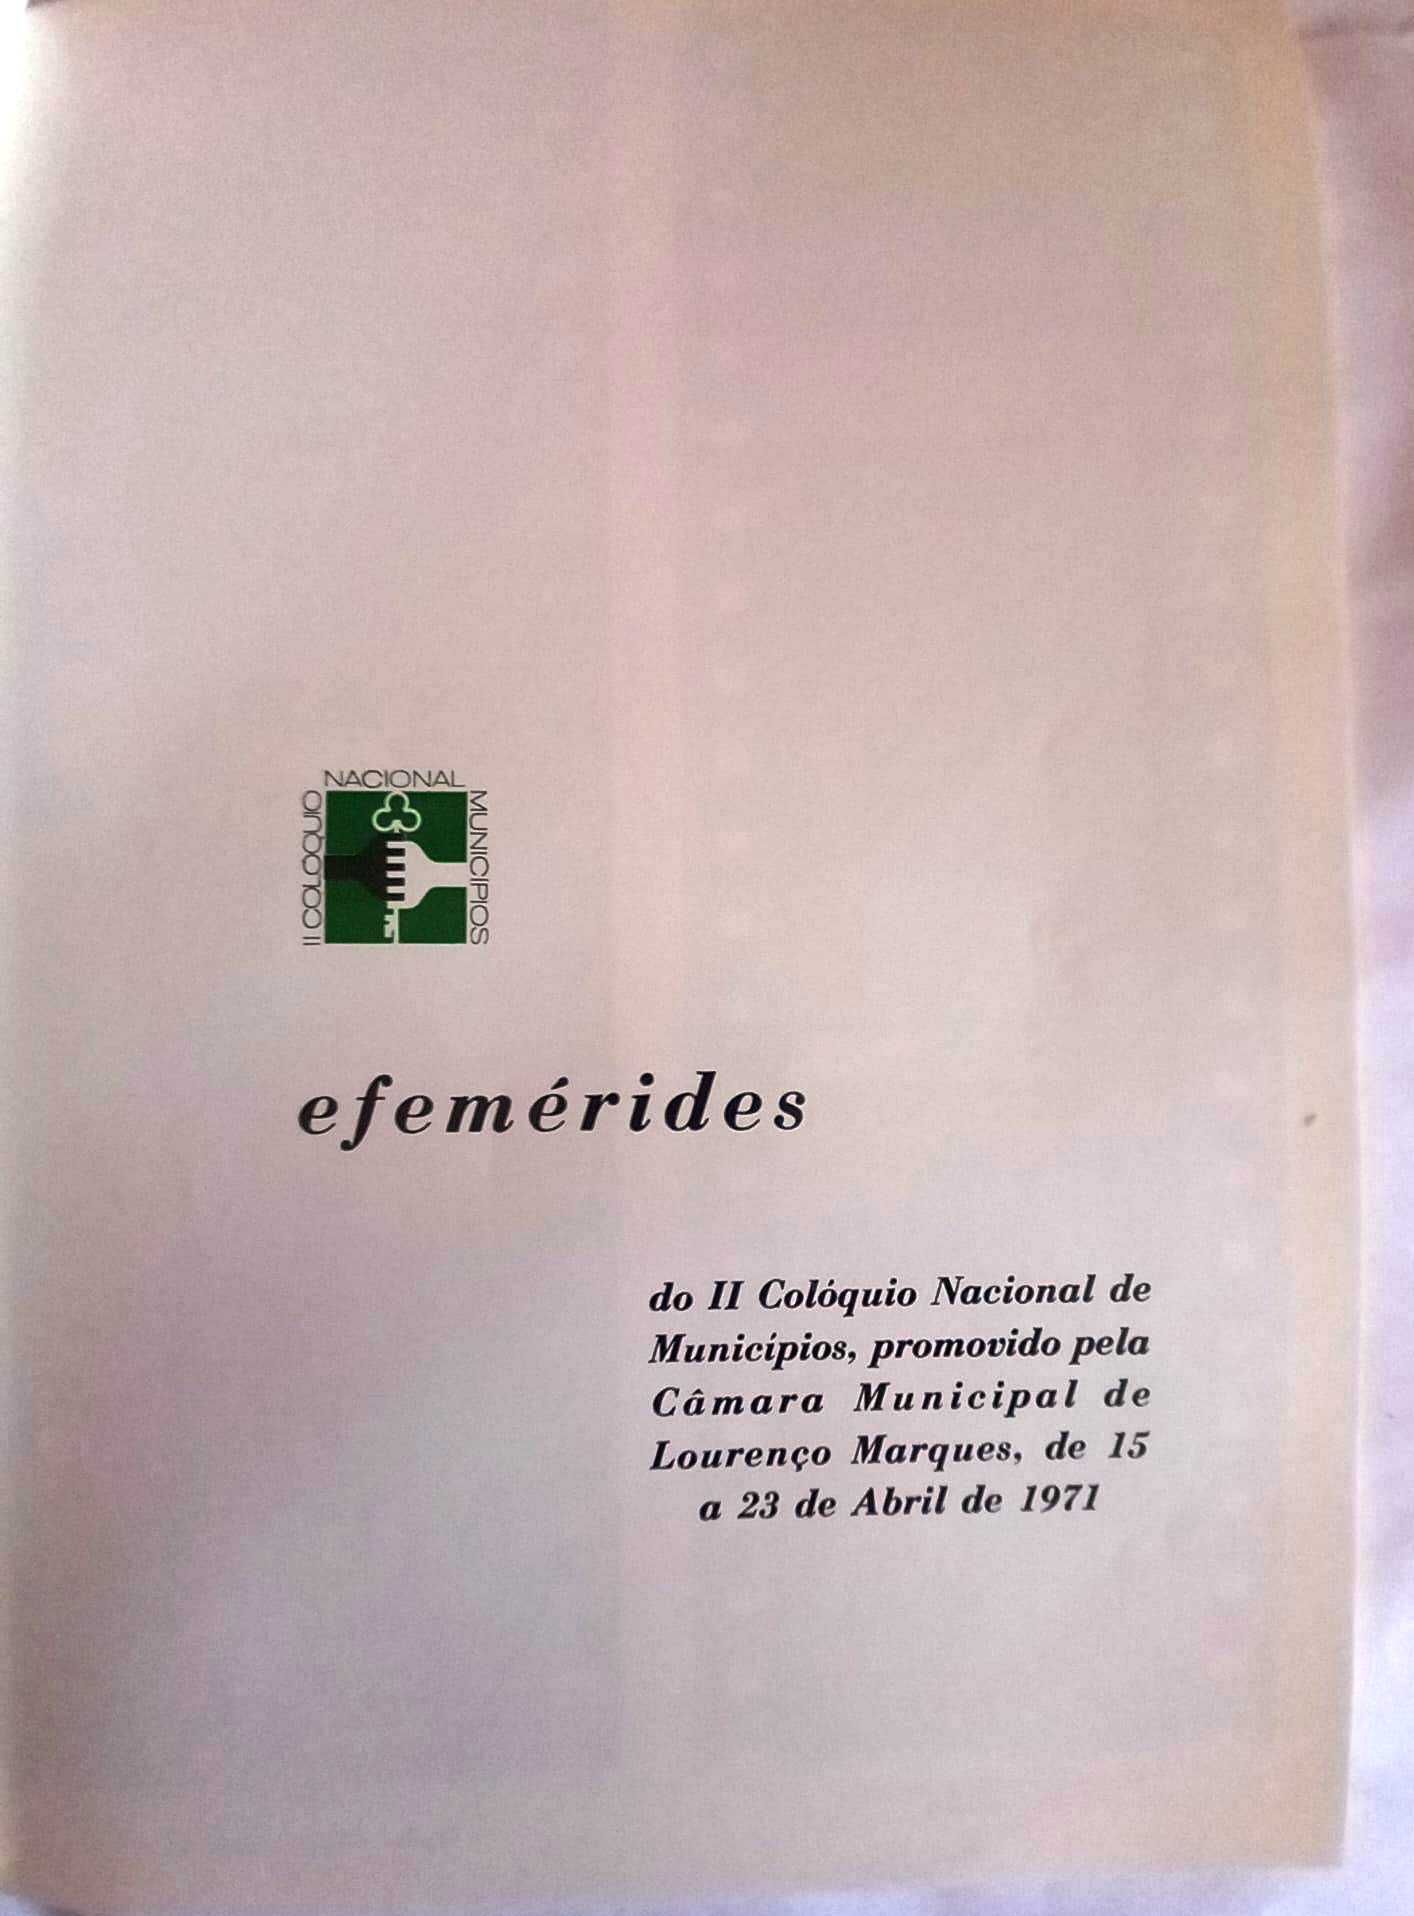 II COLÓQUIO
NACIONAL
MUNICÍPIOS
efemérides
do II Colóquio Nacional de
Municípios, promovido pela
Câmara Municipal de
Lourenço Marques, de 15
a 23 de Abril de 1971